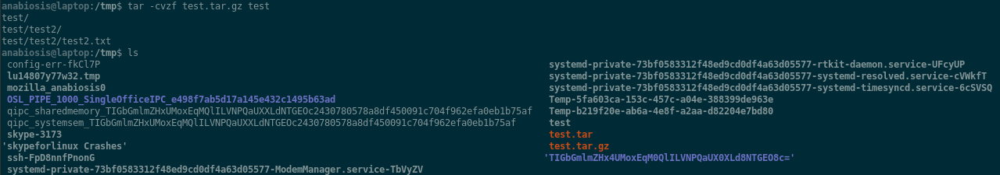 anabiosis@laptop:/tmp$ tar -cvzf test.tar.gz test
test/
test/test2/
test/test2/test2.txt
anabiosis@laptop:/tmp$ ls
config-err-fkCl7P systemd-private-73bf0583312f48ed9cd0df4a63d05577-rtkit-daemon.service-UFcyUP
lu14807y77w32.tmp systemd-private-73bf0583312f48ed9cd0df4a63d05577-systemd-resolved.service-cVWkfT
mozilla_anabiosis0 systemd-private-73bf0583312f48ed9cd0df4a63d05577-systemd-timesyncd.service-6cSVSQ
OSL_PIPE_1000_SingleOfficeIPC_e498f7ab5d17a145e432c1495b63ad Temp-5fa603ca-153c-457c-a04e-388399de963e
qipc_sharedmemory_TIGbGmlmZHxUMoxEqMQlILVNPQaUXXLdNTGEOc2430780578a8df450091c704f962efa0eb1b75af Temp-b219f20e-ab6a-4e8f-a2aa-d82204e7bd80
qipc_systemsem_TIGbGmlmZHxUMoxEqMQlILVNPQaUXXLdNTGEOc2430780578a8df450091c704f962efa0eb1b75af test
skype-3173 test.tar
'skypeforlinux Crashes' test.tar.gz
ssh-FpD8nnfPnonG 'TIGbGmlmZHx4UMoxEqM0QlILVNPQaUX0XLd8NTGEO8c='
systemd-private-73bf0583312f48ed9cd0df4a63d05577-ModemManager.service-TbVyZV